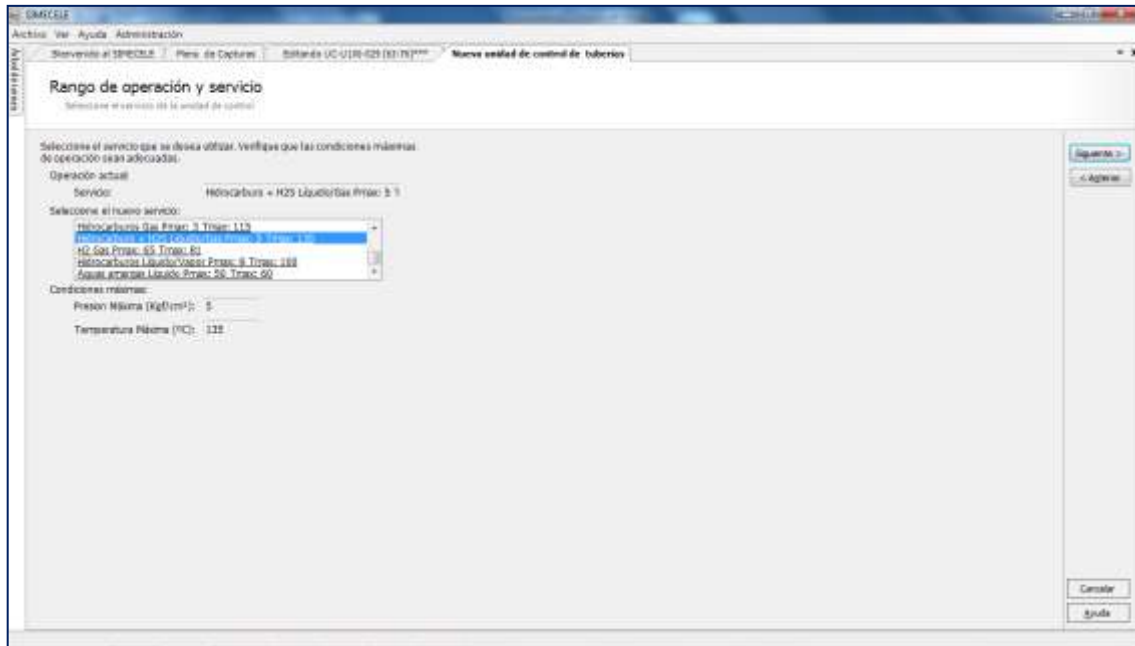 SIMECELE
Archivo Ver Ayuda Administración
Bienvenido al SIMECELE Menú de Capturas Editando UC-U100-029 Nueva unidad de control de tuberías
Rango de operación y servicio
Seleccione el servicio de la unidad de control
Seleccione el servicio que se desea utilizar. Verifique que las condiciones máximas
de operación sean adecuadas.
Siguiente >
Operación actual
< Anterior
Servicio: Hidrocarburo + H2S Líquido/Gas Pmax: 5 T
Seleccione el nuevo servicio:
Hidrocarburos Gas Pmax: 3 Tmax: 115
Hidrocarburo + H2S Líquido/Gas Pmax: 5 Tmax: 135
H2 Gas Pmax: 65 Tmax: 81
Hidrocarburos Líquido/Vapor Pmax: 8 Tmax: 188
Aguas amargas Líquido Pmax: 50 Tmax: 60
Condiciones máximas:
Presion Máxima (Kgf/cm²): 5
Temperatura Máxima (ºC): 135
Cancelar
Ayuda